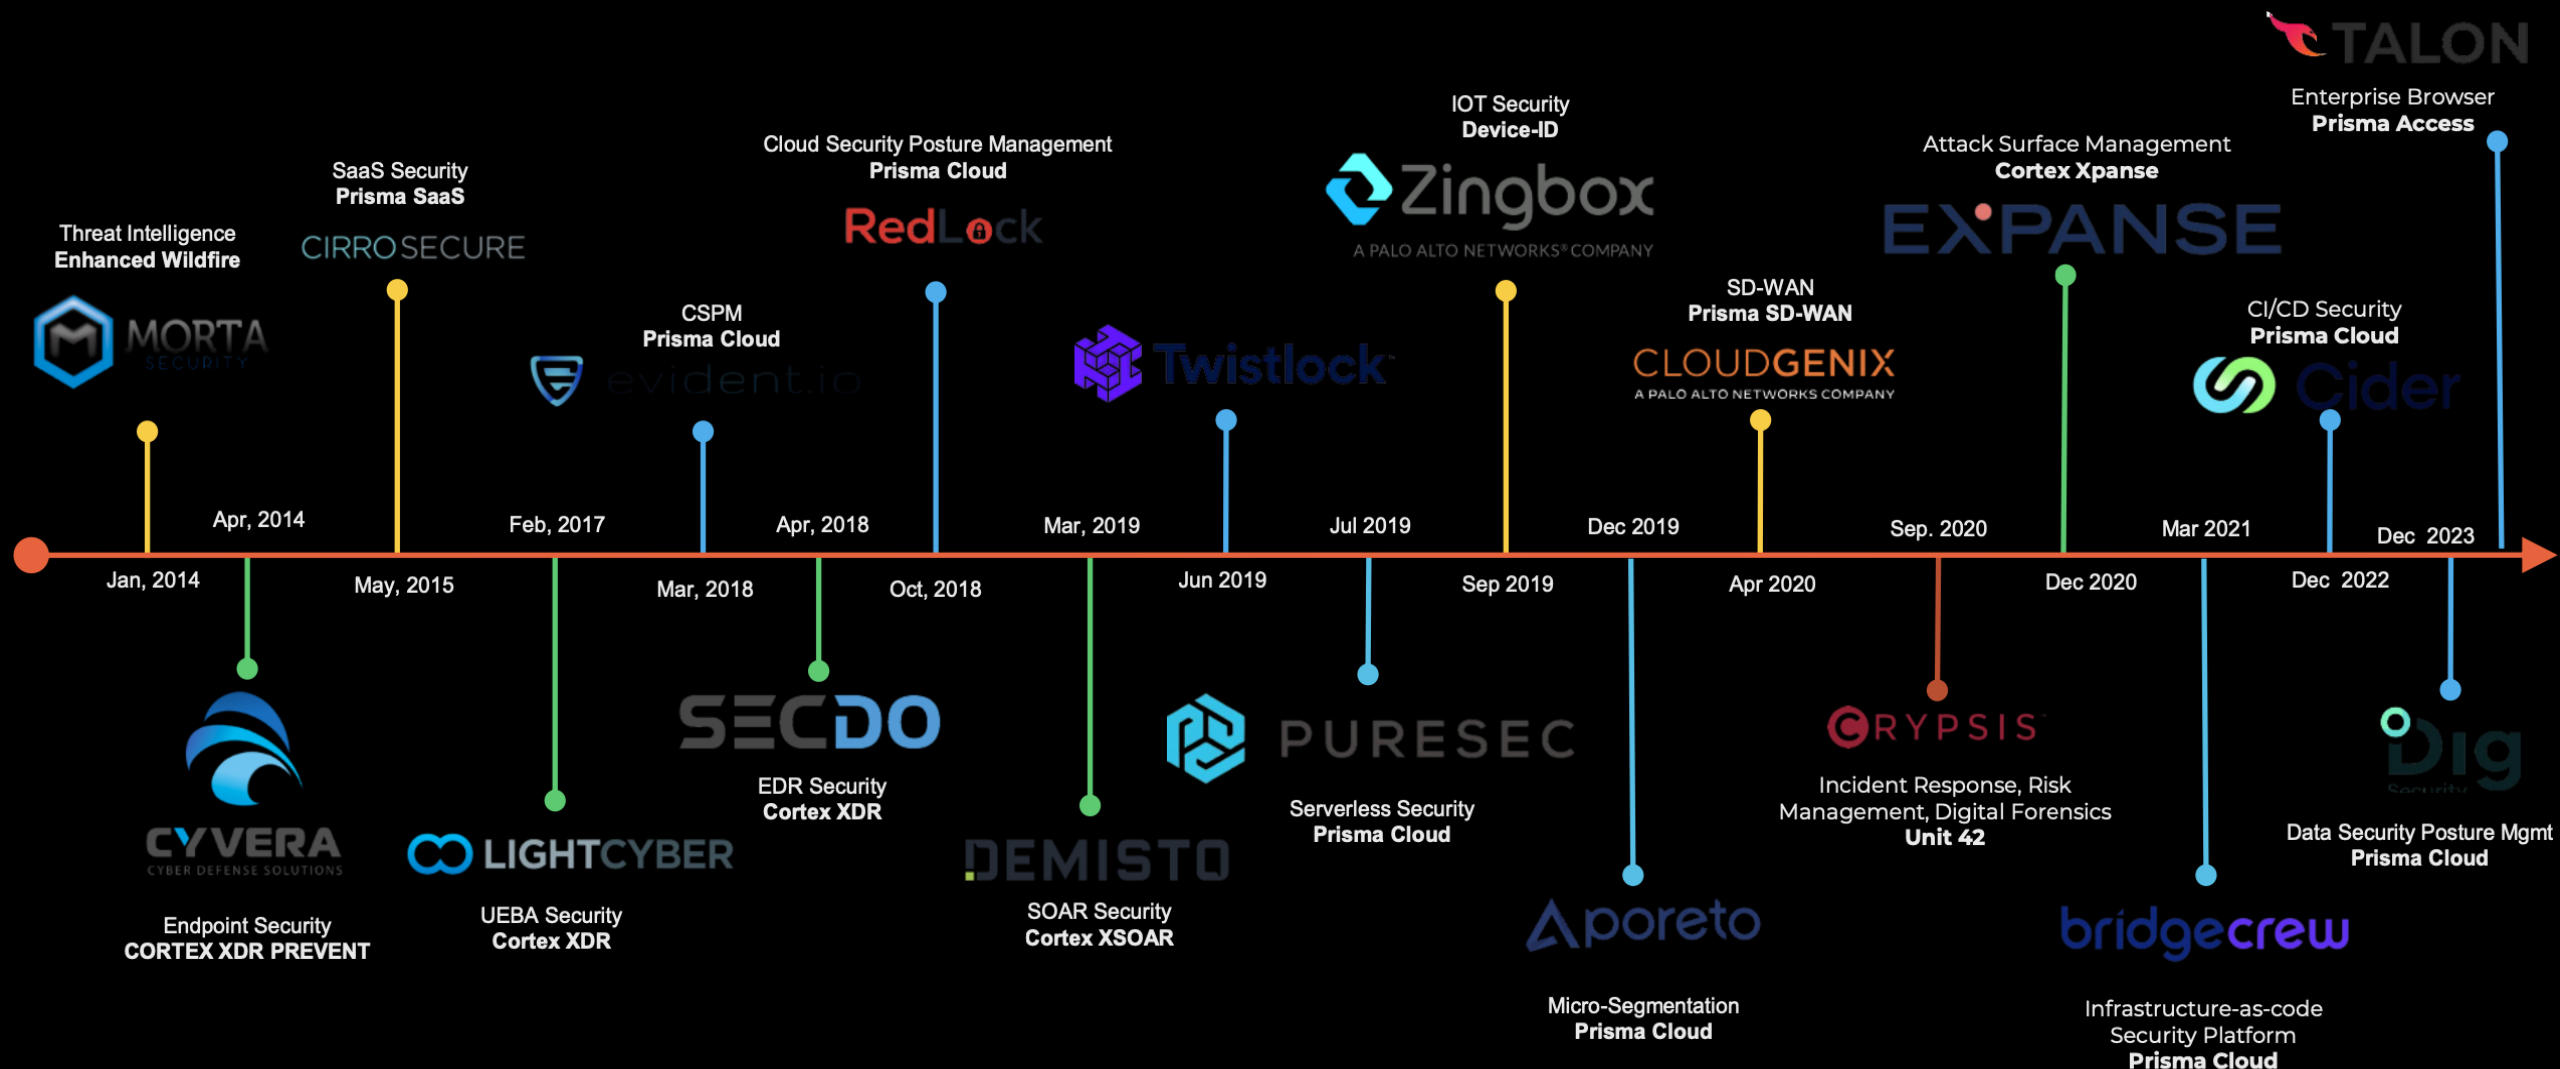 TALON
Enterprise Browser
Prisma Access
IOT Security
Device-ID
Zingbox
A PALO ALTO NETWORKS® COMPANY
Cloud Security Posture Management
Prisma Cloud
RedLock
Attack Surface Management
Cortex Xpanse
EXPANSE
SaaS Security
Prisma SaaS
CIRROSECURE
Threat Intelligence
Enhanced Wildfire
MORTA
SECURITY
CSPM
Prisma Cloud
evident.io
Twistlock™
SD-WAN
Prisma SD-WAN
CLOUDGENIX
A PALO ALTO NETWORKS COMPANY
CI/CD Security
Prisma Cloud
Cider
Apr, 2014
Feb, 2017
Apr, 2018
Mar, 2019
Jul 2019
Dec 2019
Sep. 2020
Mar 2021
Dec 2023
Jan, 2014
May, 2015
Mar, 2018
Oct, 2018
Jun 2019
Sep 2019
Apr 2020
Dec 2020
Dec 2022
CYVERA
CYBER DEFENSE SOLUTIONS
Endpoint Security
CORTEX XDR PREVENT
LIGHTCYBER
UEBA Security
Cortex XDR
SECDO
EDR Security
Cortex XDR
DEMISTO
SOAR Security
Cortex XSOAR
PURESEC
Serverless Security
Prisma Cloud
Aporeto
Micro-Segmentation
Prisma Cloud
CRYPSIS
Incident Response, Risk
Management, Digital Forensics
Unit 42
bridgecrew
Infrastructure-as-code
Security Platform
Prisma Cloud
Dig
Security
Data Security Posture Mgmt
Prisma Cloud